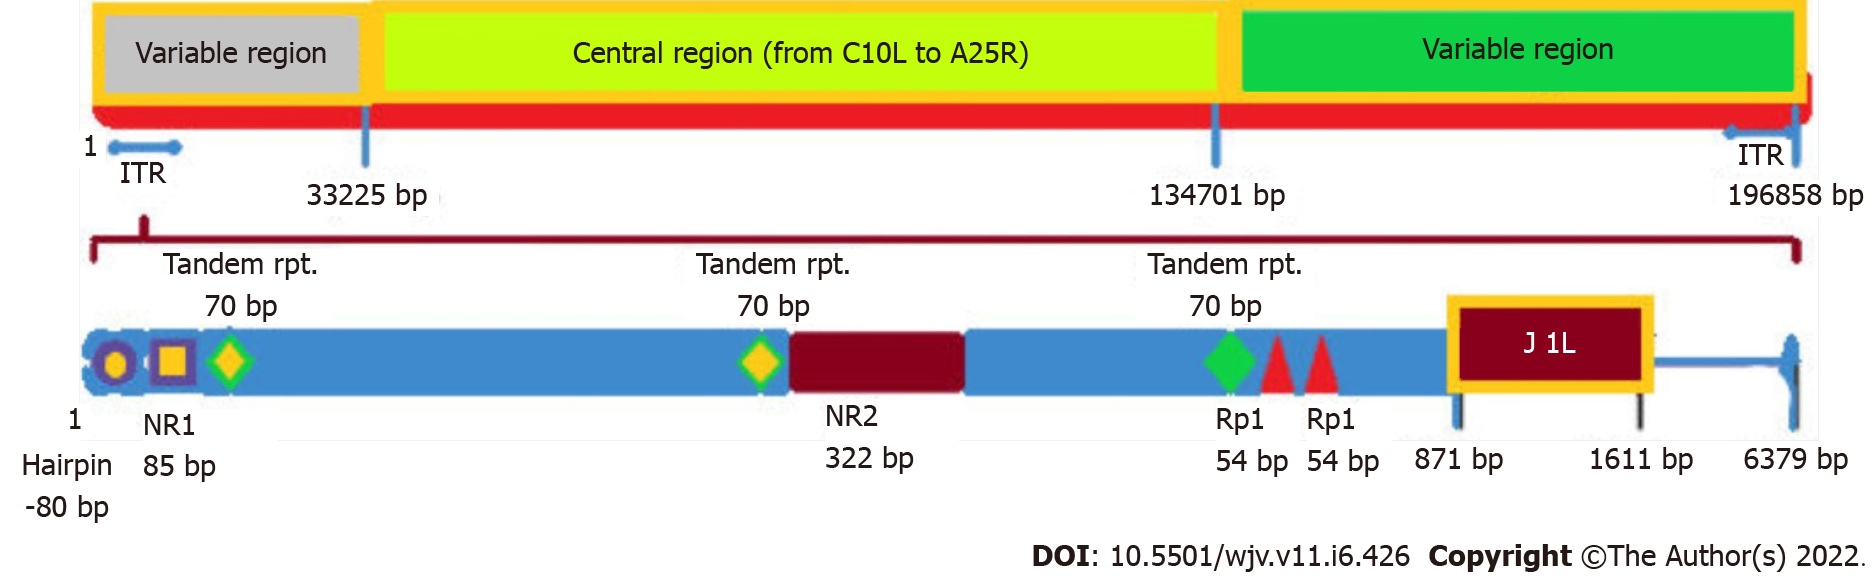 Variable region
Central region (from C10L to A25R)
Variable region
1
ITR
33225 bp
134701 bp
ITR
196858 bp
Tandem rpt.
70 bp
Tandem rpt.
70 bp
Tandem rpt.
70 bp
J 1L
1
Hairpin
-80 bp
NR1
85 bp
NR2
322 bp
Rp1
54 bp
Rp1
54 bp
871 bp
1611 bp
6379 bp
DOI: 10.5501/wjv.v11.i6.426 Copyright ©The Author(s) 2022.